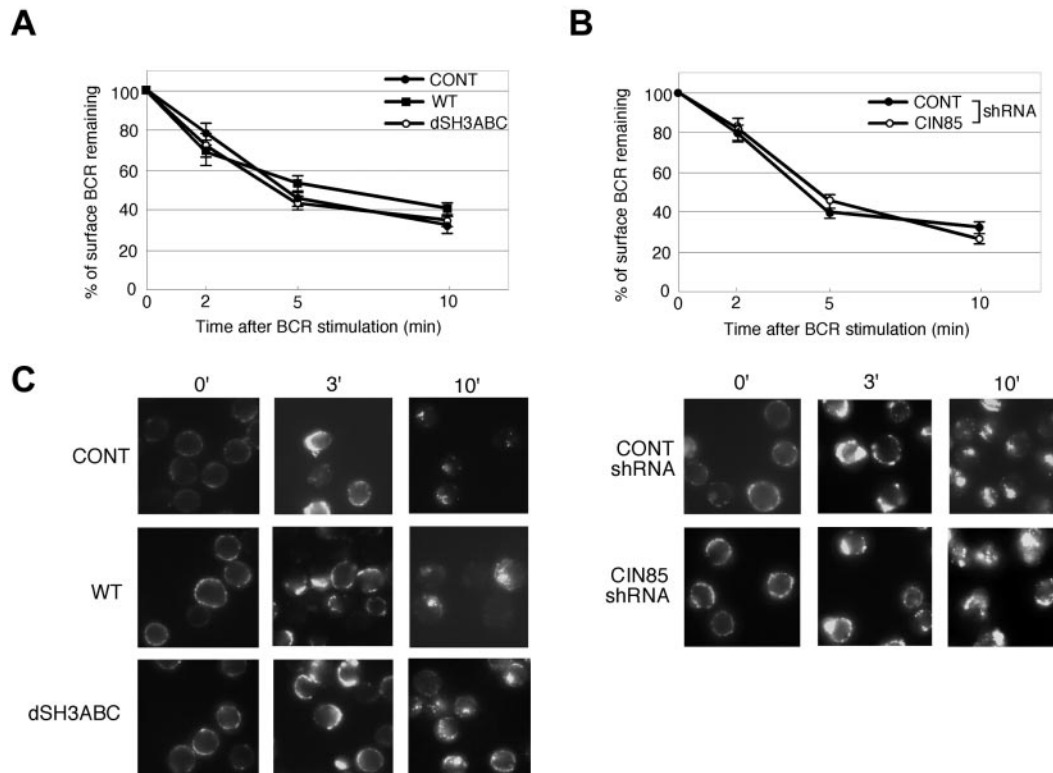 A
B
CONT
WT
dSH3ABC
100
80
60
40
20
0
% of surface BCR remaining
0
2
5
10
Time after BCR stimulation (min)
CONT
CIN85
shRNA
100
80
60
40
20
0
% of surface BCR remaining
0
2
5
10
Time after BCR stimulation (min)
C
0' 3' 10'
CONT
WT
dSH3ABC
0' 3' 10'
CONT
shRNA
CIN85
shRNA